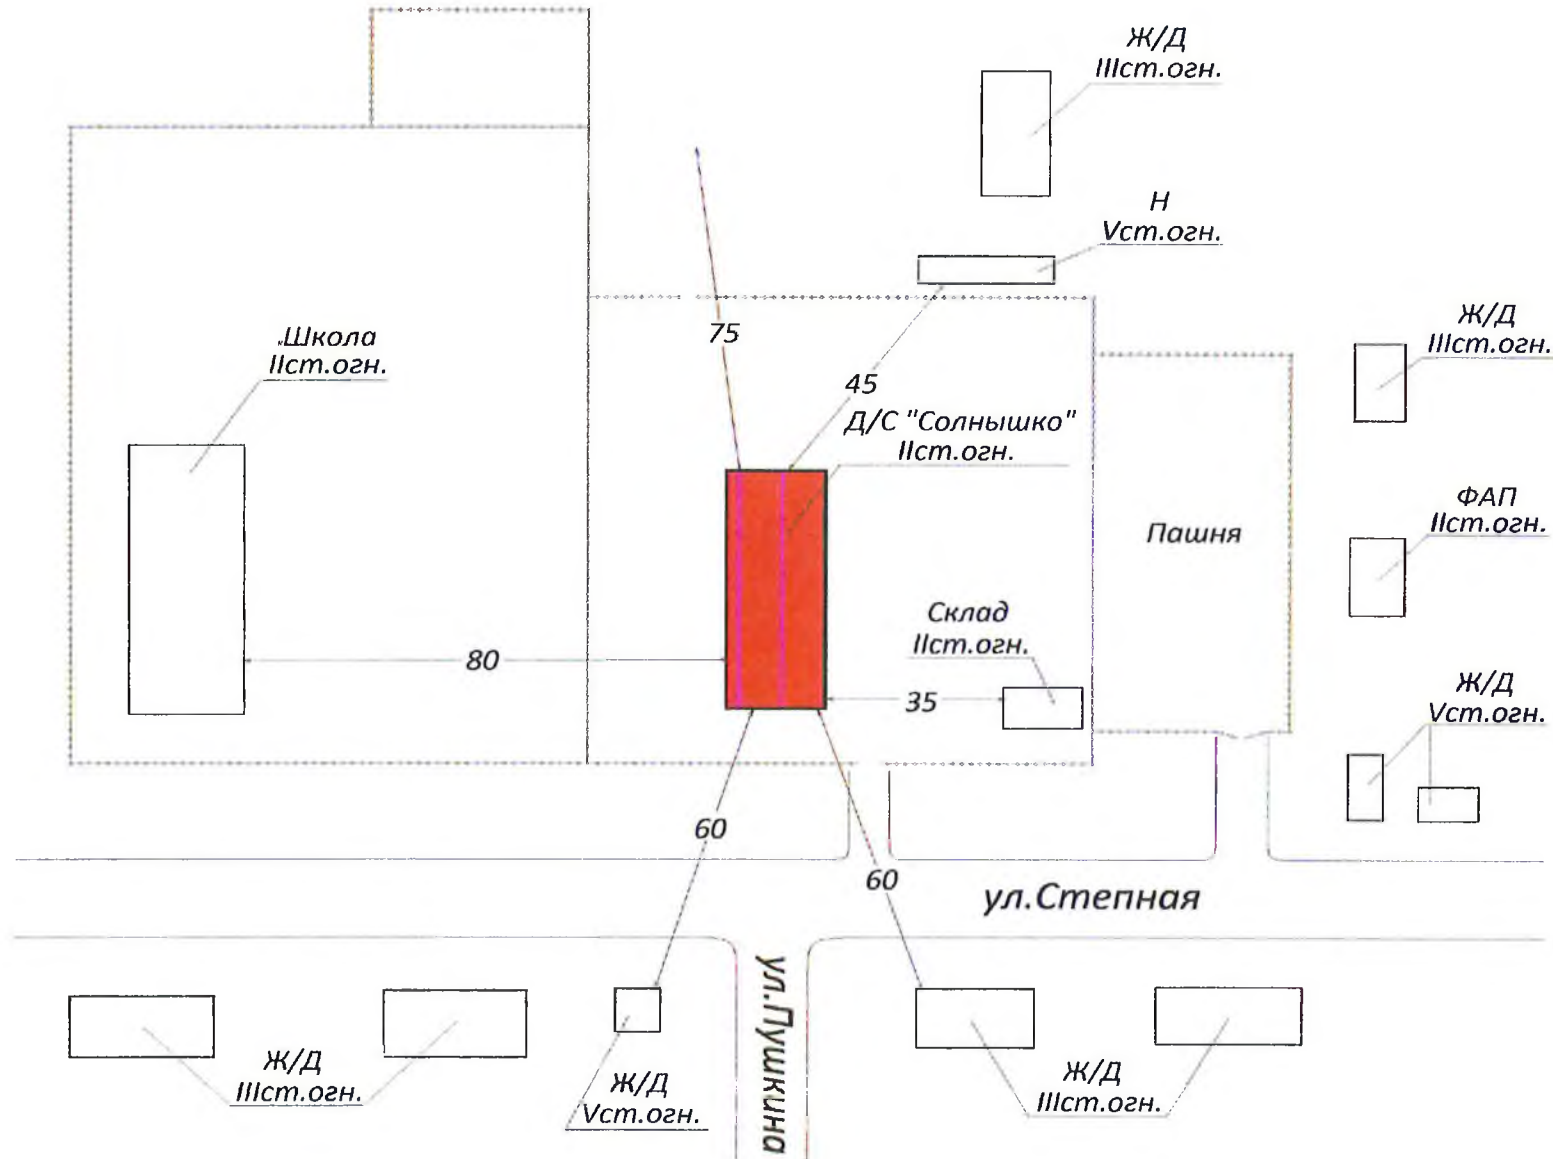 Ж/Д
IIIст.огн.
Н
Vст.огн.
Школа
IIст.огн.
75
Ж/Д
IIIст.огн.
45
Д/С "Солнышко"
IIст.огн.
ФАП
IIст.огн.
Пашня
Склад
IIст.огн.
80
35
Ж/Д
Vст.огн.
60
60
ул.Степная
ул.Пушкина
Ж/Д
IIIст.огн.
Ж/Д
Vст.огн.
Ж/Д
IIIст.огн.